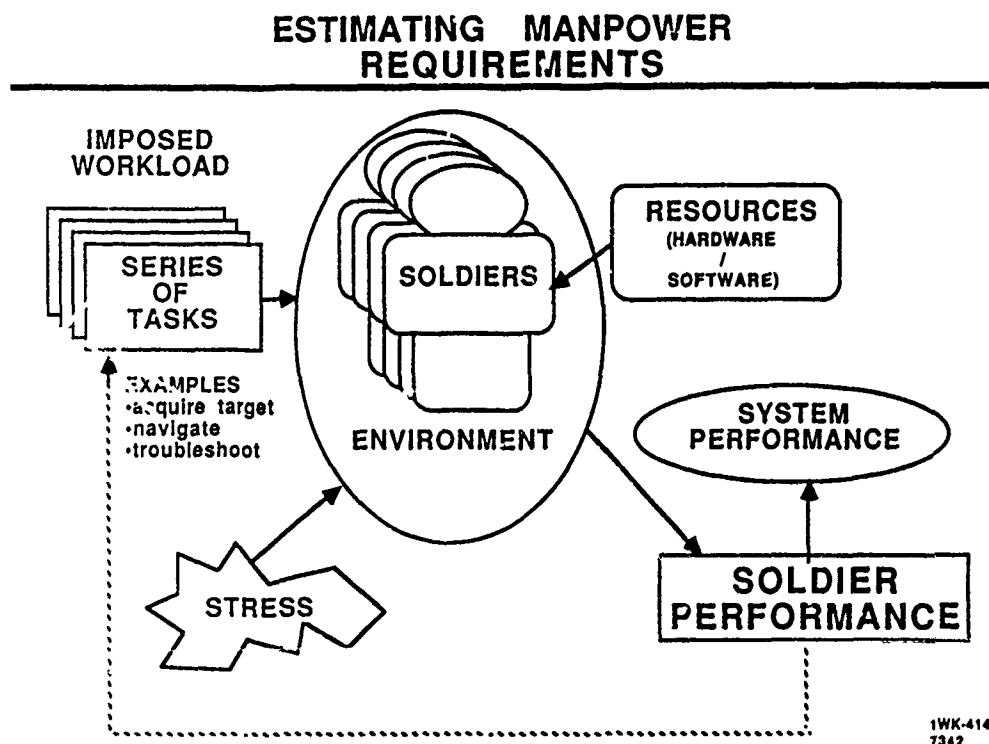 ESTIMATING MANPOWER
REQUIREMENTS
IMPOSED
WORKLOAD
SERIES
OF
TASKS
EXAMPLES
•acquire target
•navigate
•troubleshoot
SOLDIERS
ENVIRONMENT
RESOURCES
(HARDWARE
/
SOFTWARE)
SYSTEM
PERFORMANCE
STRESS
SOLDIER
PERFORMANCE
1WK-414
7342